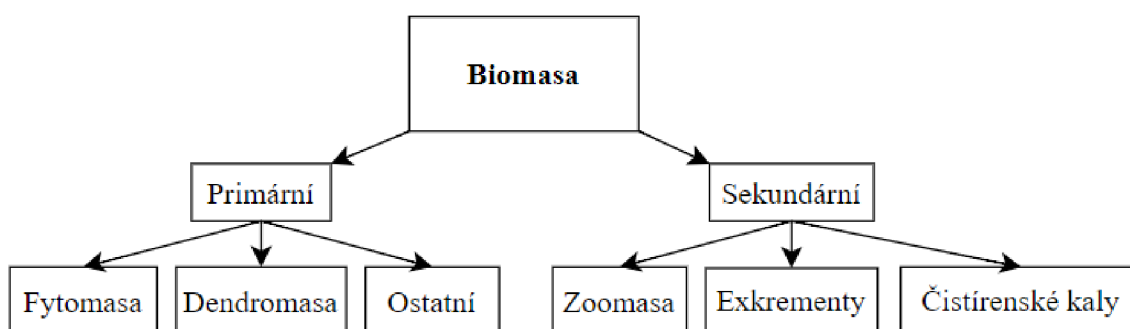 Biomasa
Primární
Sekundární
Fytomasa
Dendromasa
Ostatní
Zoomasa
Exkrementy
Čistírenské kaly